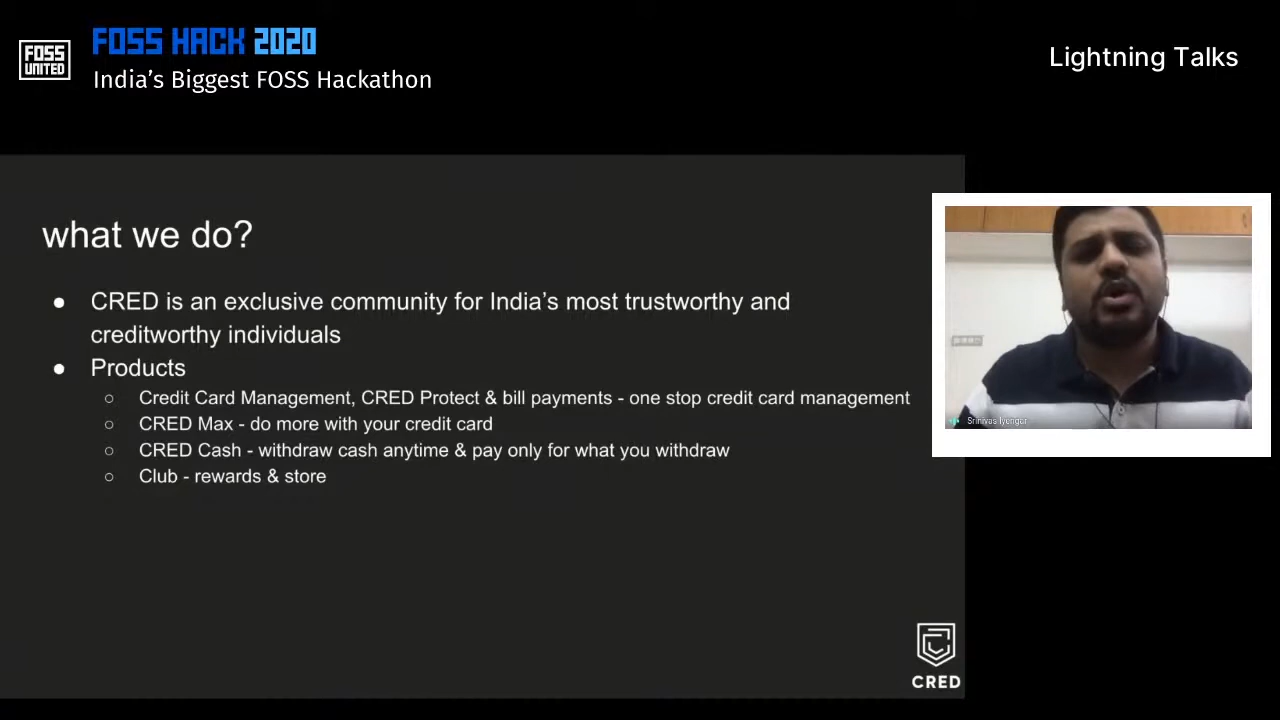 FOSS UNITED
FOSS HACK 2020
India's Biggest FOSS Hackathon
Lightning Talks
what we do?
● CRED is an exclusive community for India's most trustworthy and
creditworthy individuals
● Products
○ Credit Card Management, CRED Protect & bill payments - one stop credit card management
○ CRED Max - do more with your credit card
○ CRED Cash - withdraw cash anytime & pay only for what you withdraw
○ Club - rewards & store
Srinivas Iyengar
CRED